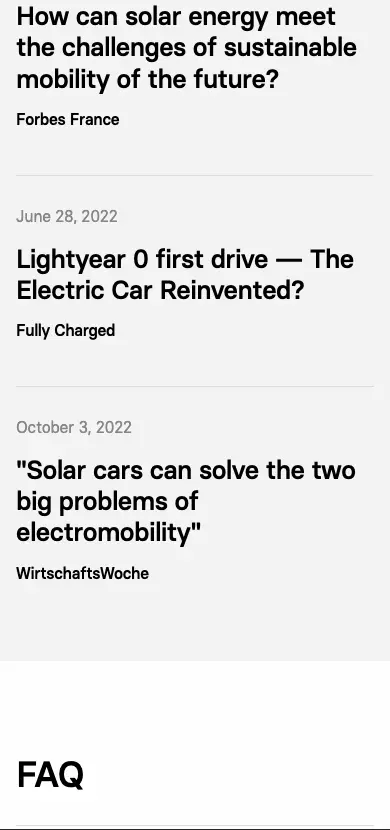 How can solar energy meet
the challenges of sustainable
mobility of the future?
Forbes France
June 28, 2022
Lightyear 0 first drive — The
Electric Car Reinvented?
Fully Charged
October 3, 2022
"Solar cars can solve the two
big problems of
electromobility"
WirtschaftsWoche
FAQ